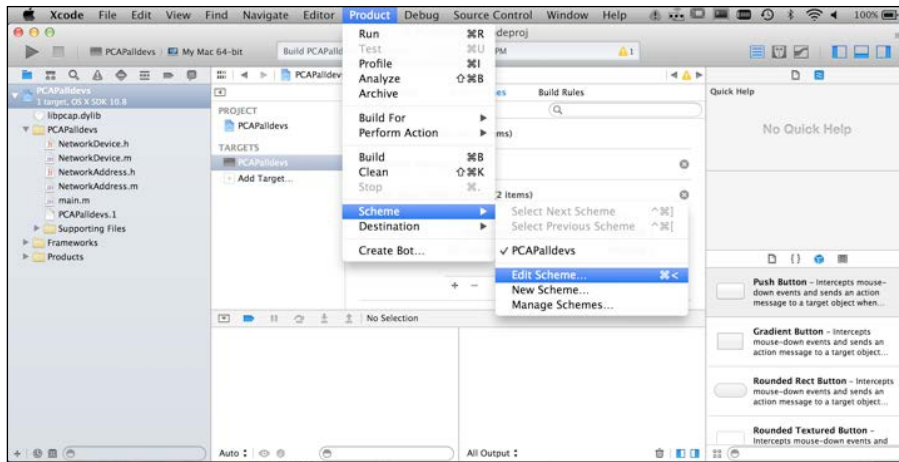 Xcode File Edit View Find Navigate Editor Product Debug Source Control Window Help 100%
deproj
PCAPalldevs My Mac 64-bit Build PCAPalld PM 1
PCAPalldev
PCAPalldevs
1 target, OS X SDK 10.8
libpcap.dylib
PCAPalldevs
NetworkDevice.h
NetworkDevice.m
NetworkAddress.h
NetworkAddress.m
main.m
PCAPalldevs.1
Supporting Files
Frameworks
Products
PROJECT
PCAPalldevs
TARGETS
PCAPalldevs
Add Target...
Run ⌘R
Test ⌘U
Profile ⌘I
Analyze ⇧⌘B
Archive
Build For
Perform Action
Build ⌘B
Clean ⇧⌘K
Stop ⌘.
Scheme
Destination
Create Bot...
es Build Rules
ms)
(2 items)
Select Next Scheme ^⌘]
Select Previous Scheme ^⌘[
✓ PCAPalldevs
Edit Scheme... ⌘<
New Scheme...
Manage Schemes...
+ −
No Selection
Auto
All Output
Quick Help
No Quick Help
{ }
Push Button – Intercepts mouse-
down events and sends an action
message to a target object when...
Gradient Button – Intercepts
mouse-down events and sends an
action message to a target object...
Rounded Rect Button – Intercepts
mouse-down events and sends an
action message to a target object...
Rounded Textured Button –
Intercepts mouse-down events and